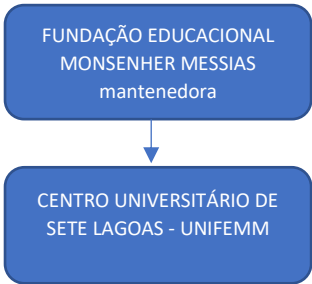 FUNDAÇÃO EDUCACIONAL
MONSENHER MESSIAS
mantenedora
CENTRO UNIVERSITÁRIO DE
SETE LAGOAS - UNIFEMM